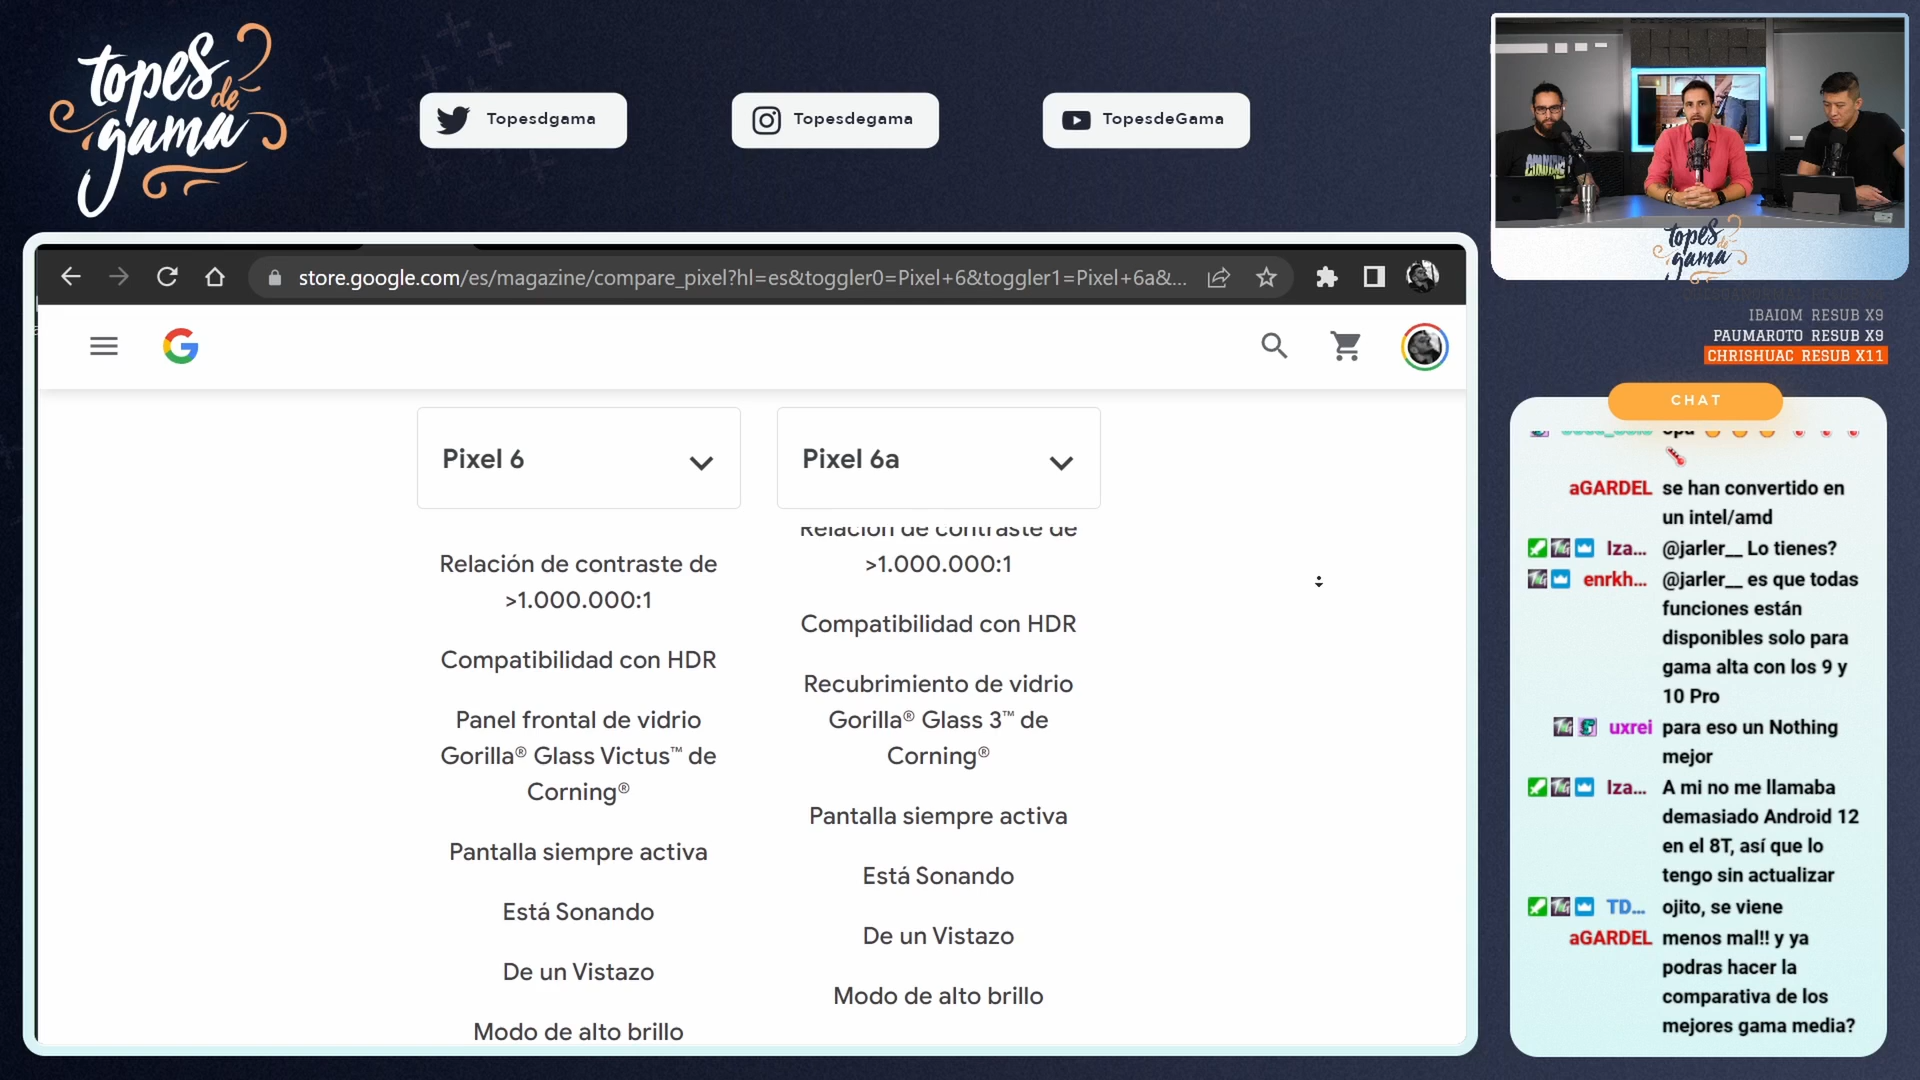 topes
de
gama
Topesdgama
Topesdegama
TopesdeGama
store.google.com/es/magazine/compare_pixel?hl=es&toggler0=Pixel+6&toggler1=Pixel+6a&...
Pixel 6
Relación de contraste de
>1.000.000:1
Compatibilidad con HDR
Panel frontal de vidrio
Gorilla® Glass Victus™ de
Corning®
Pantalla siempre activa
Está Sonando
De un Vistazo
Modo de alto brillo
Pixel 6a
Relación de contraste de
>1.000.000:1
Compatibilidad con HDR
Recubrimiento de vidrio
Gorilla® Glass 3™ de
Corning®
Pantalla siempre activa
Está Sonando
De un Vistazo
Modo de alto brillo
topes
de
gama
IBAIOM RESUB X9
PAUMAROTO RESUB X9
CHRISHUAC RESUB X11
CHAT
aGARDEL se han convertido en
un intel/amd
Iza... @jarler__ Lo tienes?
enrkh... @jarler__ es que todas
funciones están
disponibles solo para
gama alta con los 9 y
10 Pro
uxrei para eso un Nothing
mejor
Iza... A mi no me llamaba
demasiado Android 12
en el 8T, así que lo
tengo sin actualizar
TD... ojito, se viene
aGARDEL menos mal!! y ya
podras hacer la
comparativa de los
mejores gama media?